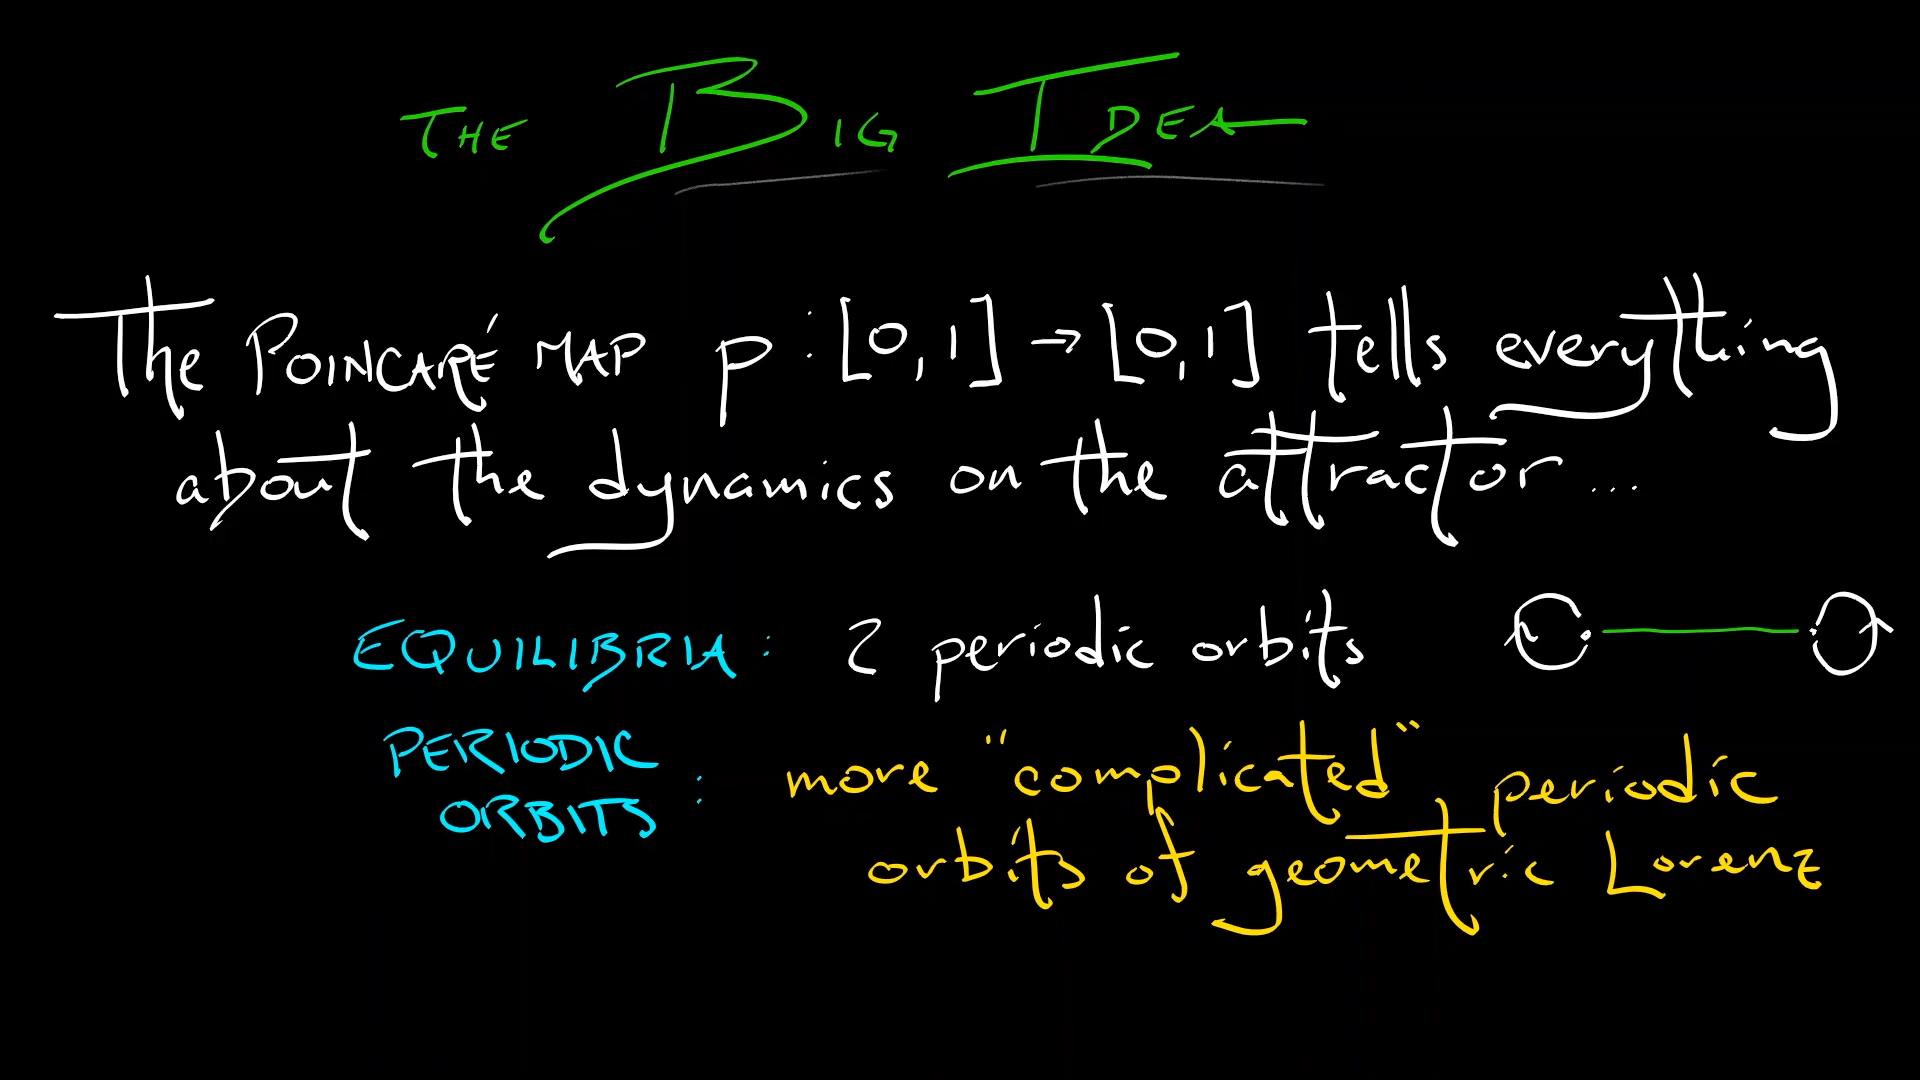 THE BIG IDEA
The POINCARÉ MAP p : [0,1] → [0,1] tells everything
about the dynamics on the attractor...
EQUILIBRIA : 2 periodic orbits
PERIODIC
ORBITS : more "complicated" periodic
orbits of geometric Lorenz